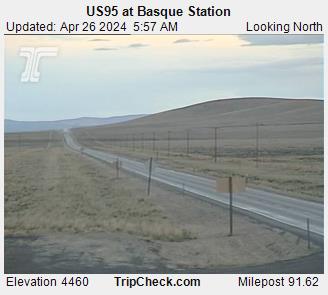 US95 at Basque Station
Updated: Apr 26 2024 5:57 AM Looking North
Elevation 4460 TripCheck.com Milepost 91.62